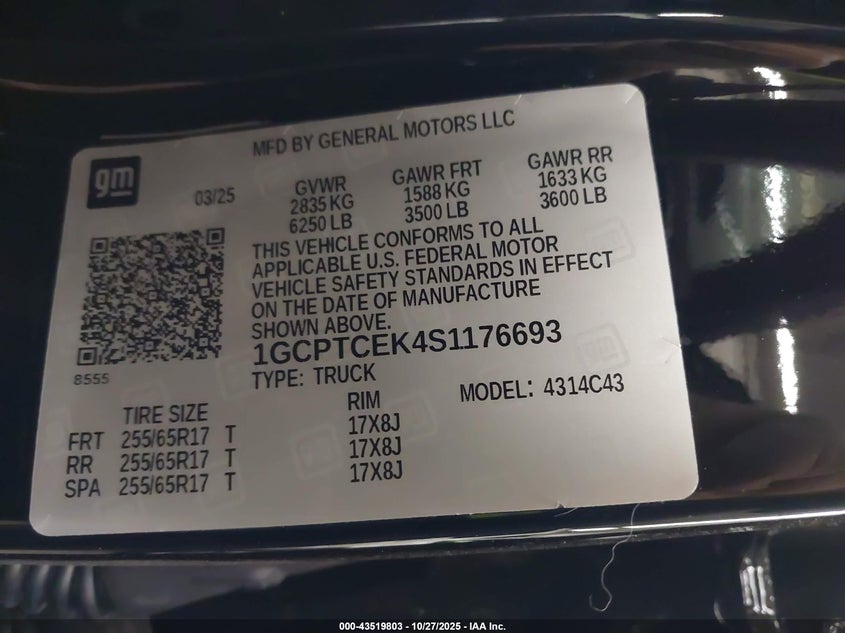 MFD BY GENERAL MOTORS LLC
gm
03/25
GVWR
2835 KG
6250 LB
GAWR FRT
1588 KG
3500 LB
GAWR RR
1633 KG
3600 LB
THIS VEHICLE CONFORMS TO ALL
APPLICABLE U.S. FEDERAL MOTOR
VEHICLE SAFETY STANDARDS IN EFFECT
ON THE DATE OF MANUFACTURE
SHOWN ABOVE.
1GCPTCEK4S1176693
8555
TYPE: TRUCK
MODEL: 4314C43
TIRE SIZE RIM
FRT 255/65R17 T 17X8J
RR 255/65R17 T 17X8J
SPA 255/65R17 T 17X8J
000-43519803 - 10/27/2025 - IAA Inc.